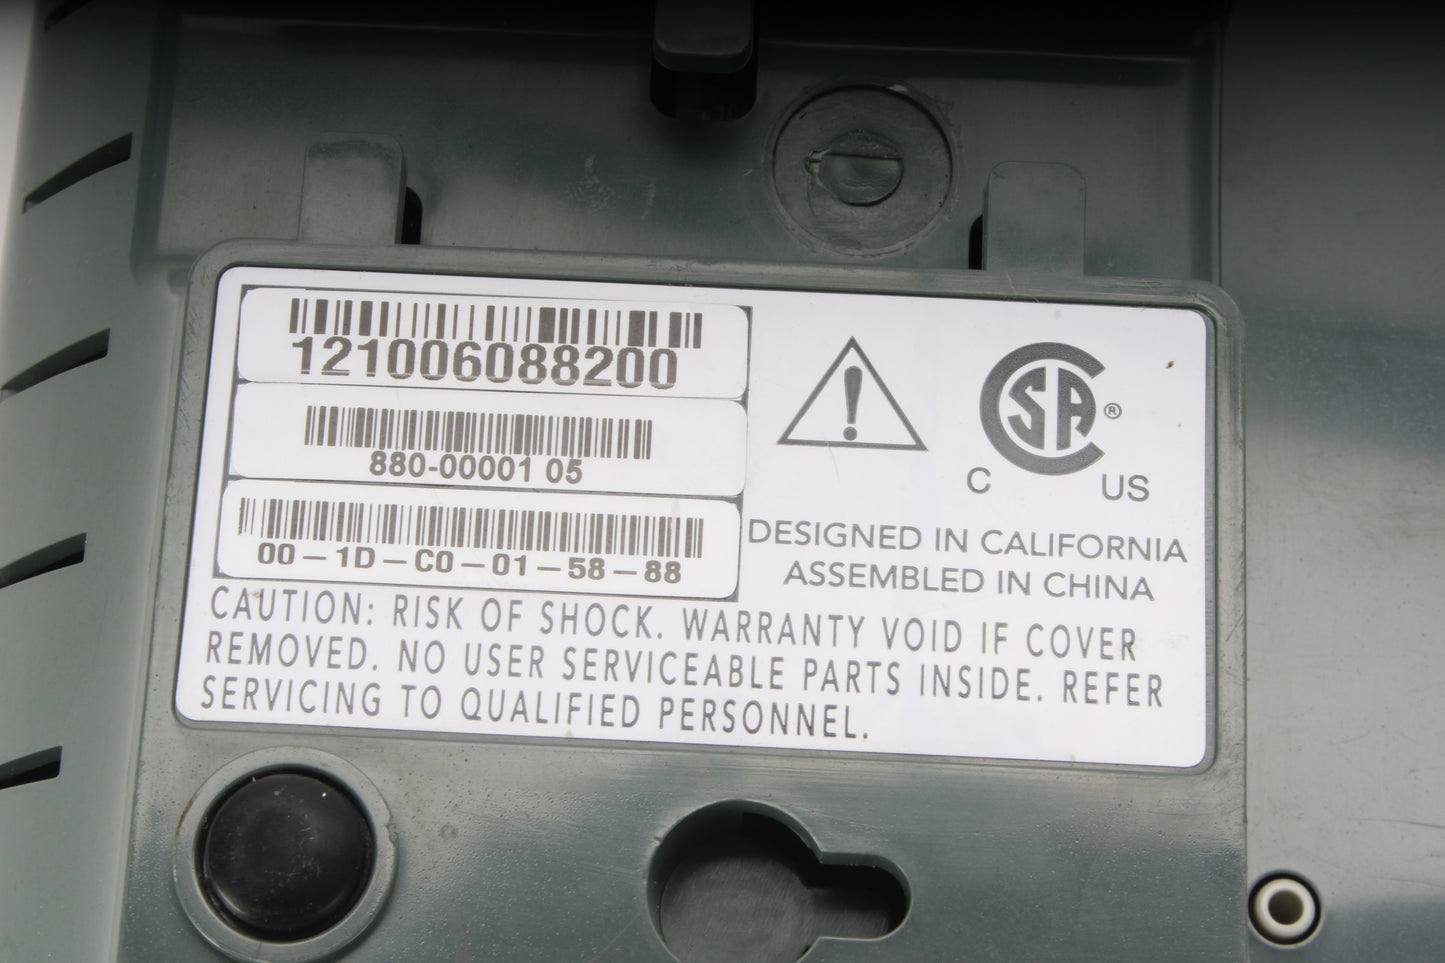 121006088200
880-00001 05
00-1D-C0-01-58-88
CSA®
C US
DESIGNED IN CALIFORNIA
ASSEMBLED IN CHINA
CAUTION: RISK OF SHOCK. WARRANTY VOID IF COVER
REMOVED. NO USER SERVICEABLE PARTS INSIDE. REFER
SERVICING TO QUALIFIED PERSONNEL.